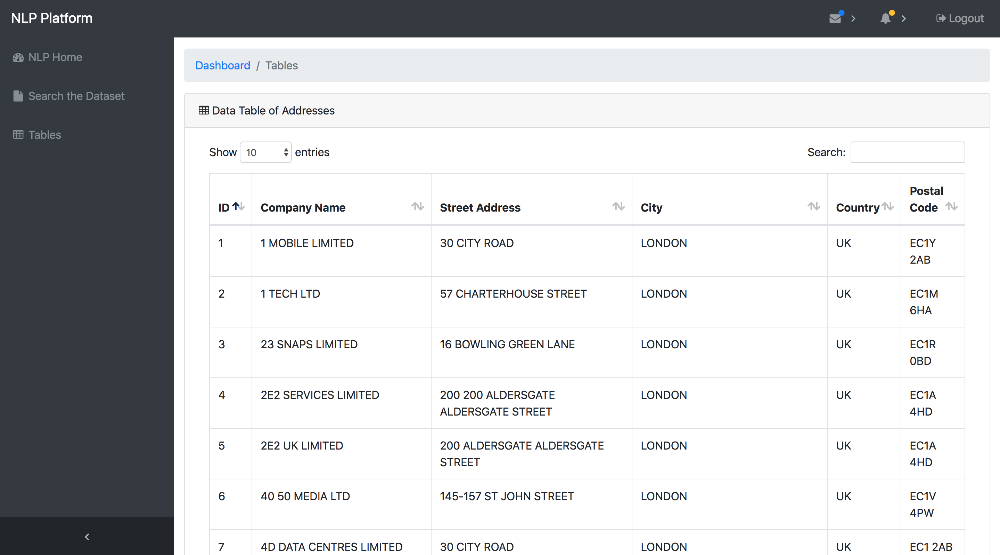 NLP Platform
Logout
NLP Home
Search the Dataset
Tables
Dashboard / Tables
Data Table of Addresses
Show 10 entries
Search:
ID Company Name Street Address City Country Postal Code
1 1 MOBILE LIMITED 30 CITY ROAD LONDON UK EC1Y
2AB
2 1 TECH LTD 57 CHARTERHOUSE STREET LONDON UK EC1M
6HA
3 23 SNAPS LIMITED 16 BOWLING GREEN LANE LONDON UK EC1R
0BD
4 2E2 SERVICES LIMITED 200 200 ALDERSGATE LONDON UK EC1A
ALDERSGATE STREET 4HD
5 2E2 UK LIMITED 200 ALDERSGATE ALDERSGATE LONDON UK EC1A
STREET 4HD
6 40 50 MEDIA LTD 145-157 ST JOHN STREET LONDON UK EC1V
4PW
7 4D DATA CENTRES LIMITED 30 CITY ROAD LONDON UK EC1 2AB